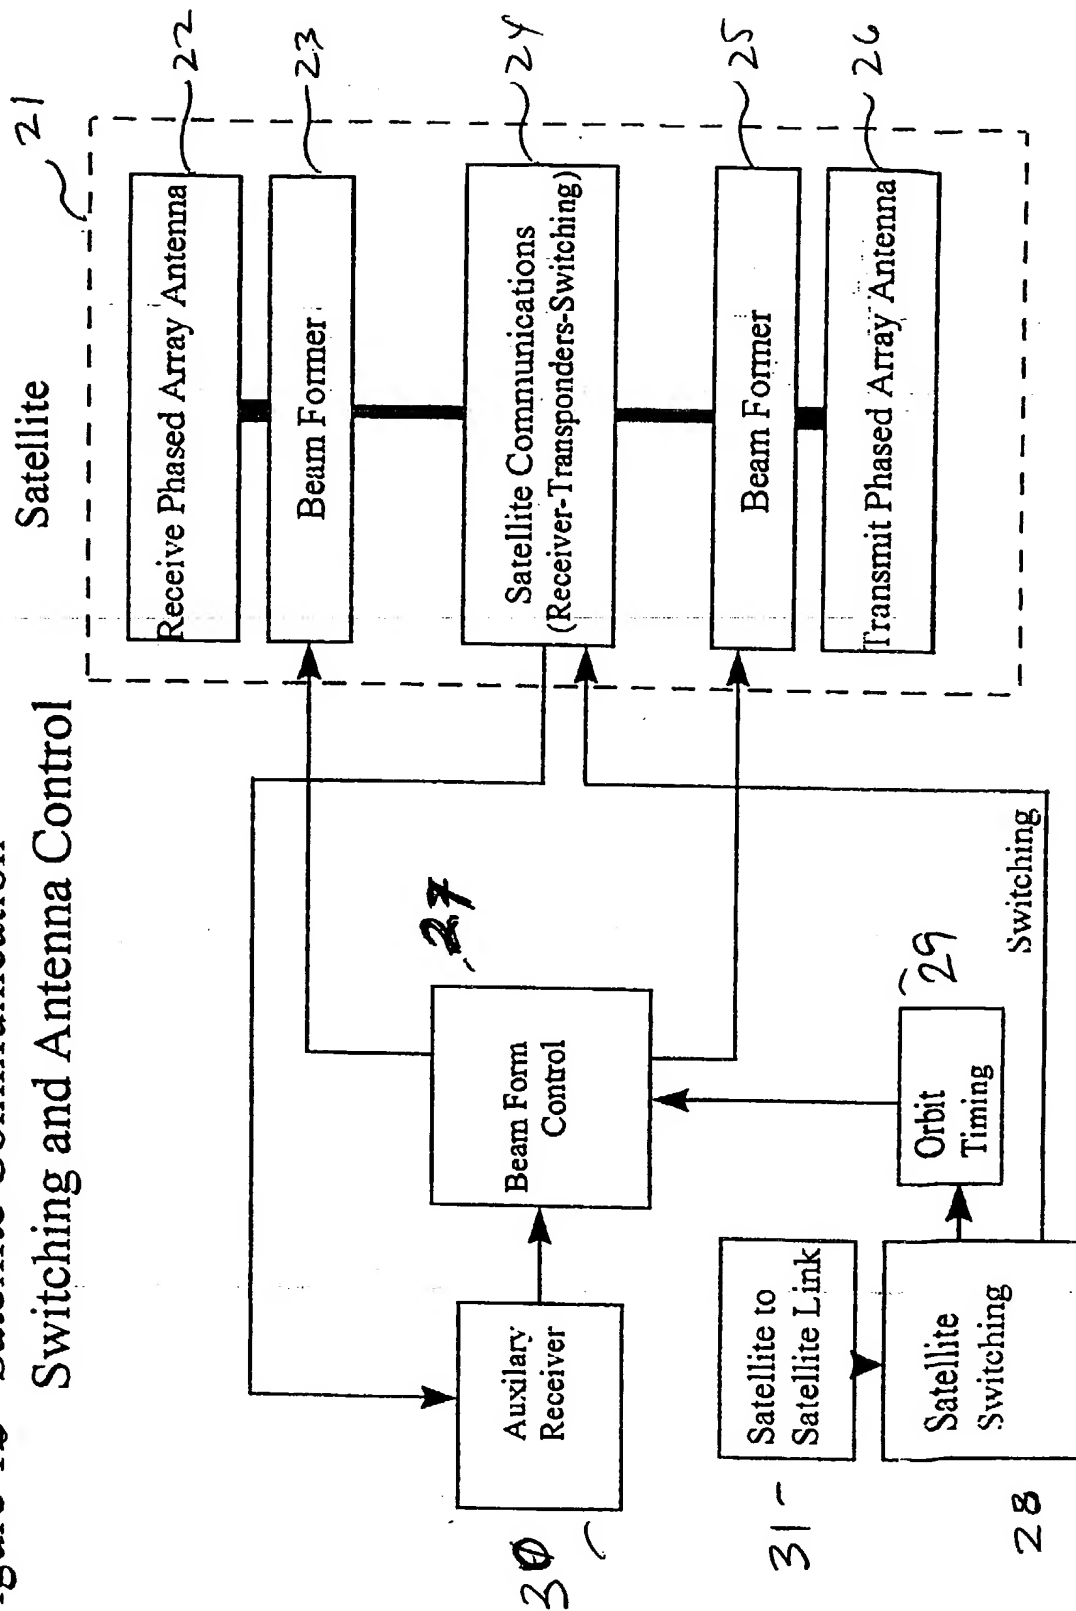 Satellite Communication
Switching and Antenna Control
Satellite
21
Receive Phased Array Antenna
22
Beam Former
23
Satellite Communications
(Receiver-Transponders-Switching)
24
Beam Former
25
Transmit Phased Array Antenna
26
Beam Form
Control
27
Auxilary
Receiver
30
Orbit
Timing
29
Switching
Satellite to
Satellite Link
31
Satellite
Switching
28